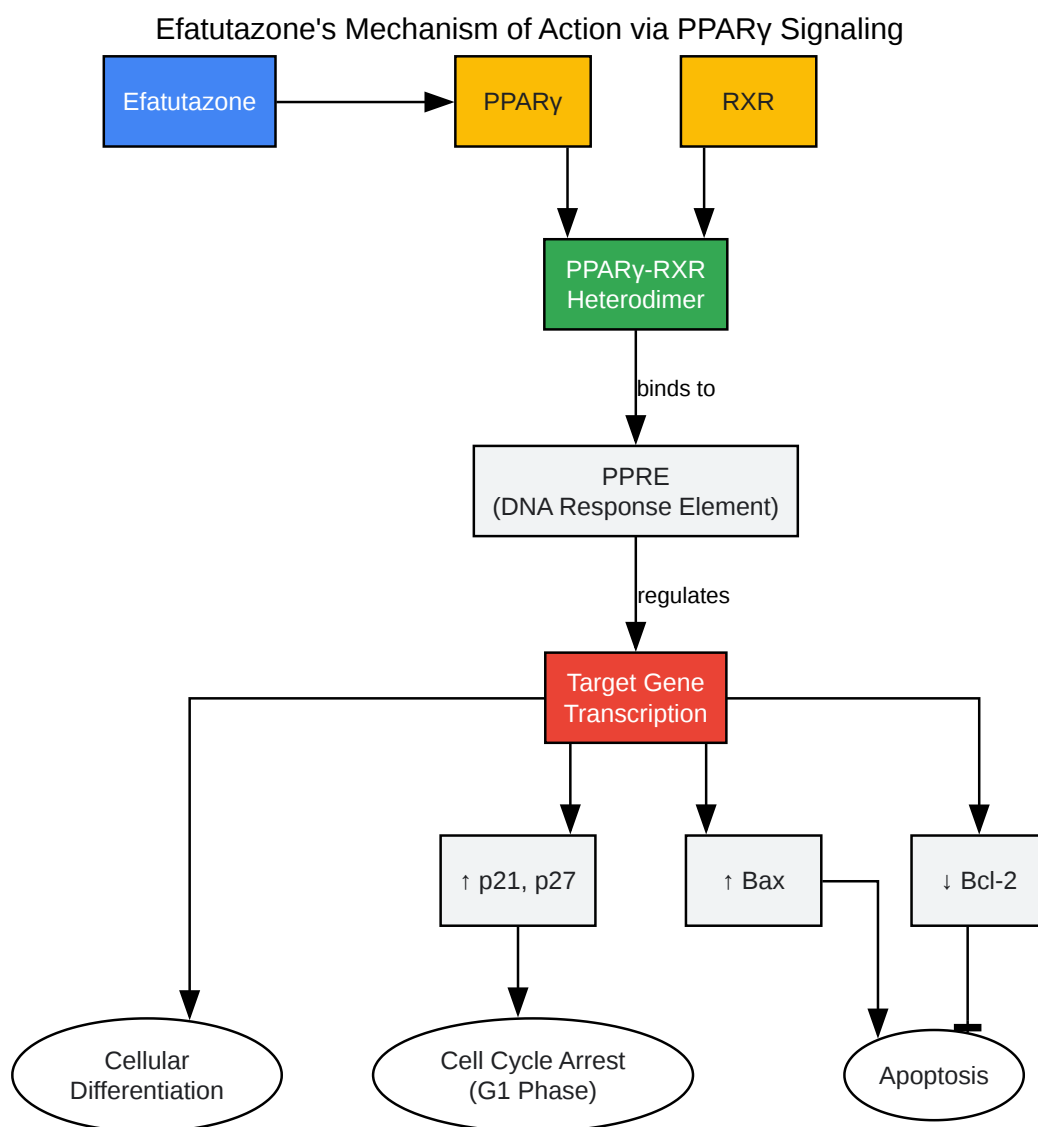 Efatutazone's Mechanism of Action via PPARγ Signaling
Efatutazone
PPARγ
RXR
PPARγ-RXR
Heterodimer
binds to
PPRE
(DNA Response Element)
regulates
Target Gene
Transcription
↑ p21, p27
↑ Bax
↓ Bcl-2
Cellular
Differentiation
Cell Cycle Arrest
(G1 Phase)
Apoptosis